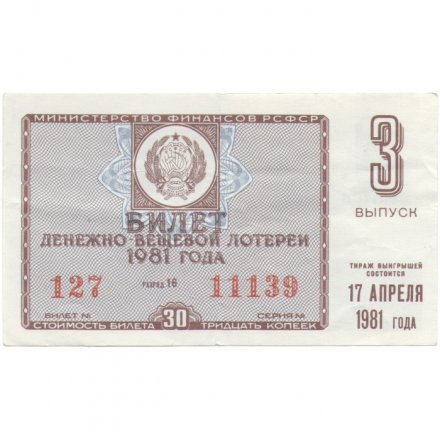 МИНИСТЕРСТВО ФИНАНСОВ РСФСР
БИЛЕТ
ДЕНЕЖНО-ВЕЩЕВОЙ ЛОТЕРЕИ
1981 ГОДА
127 РАЗРЯД 16 11139
БИЛЕТ № СЕРИЯ №
СТОИМОСТЬ БИЛЕТА 30 ТРИДЦАТЬ КОПЕЕК
3
ВЫПУСК
ТИРАЖ ВЫИГРЫШЕЙ
СОСТОИТСЯ
17 АПРЕЛЯ
1981 ГОДА